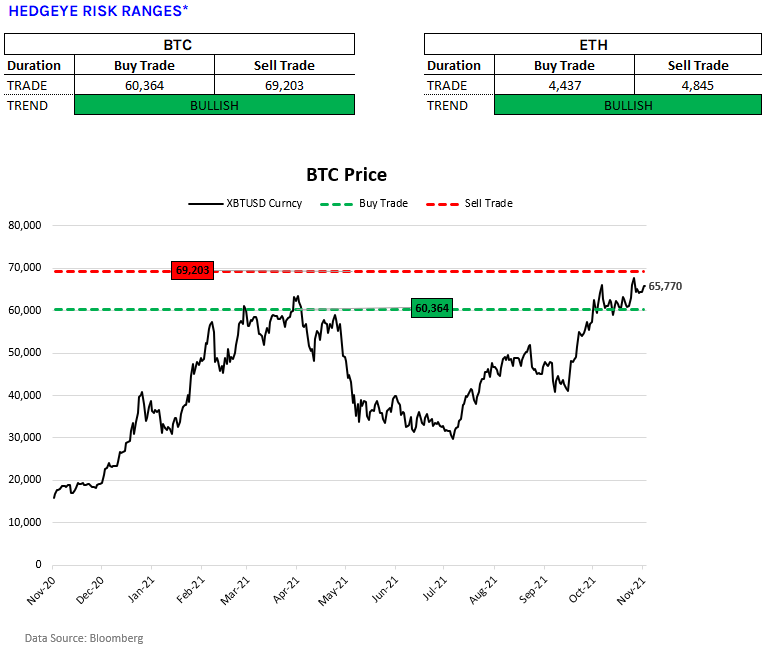 HEDGEYE RISK RANGES*
BTC
Duration Buy Trade Sell Trade
TRADE 60,364 69,203
TREND BULLISH
ETH
Duration Buy Trade Sell Trade
TRADE 4,437 4,845
TREND BULLISH
BTC Price
XBTUSD Curncy Buy Trade Sell Trade
80,000
70,000
60,000
50,000
40,000
30,000
20,000
10,000
0
69,203
60,364
65,770
Nov-20 Dec-20 Jan-21 Feb-21 Mar-21 Apr-21 May-21 Jun-21 Jul-21 Aug-21 Sep-21 Oct-21 Nov-21
Data Source: Bloomberg